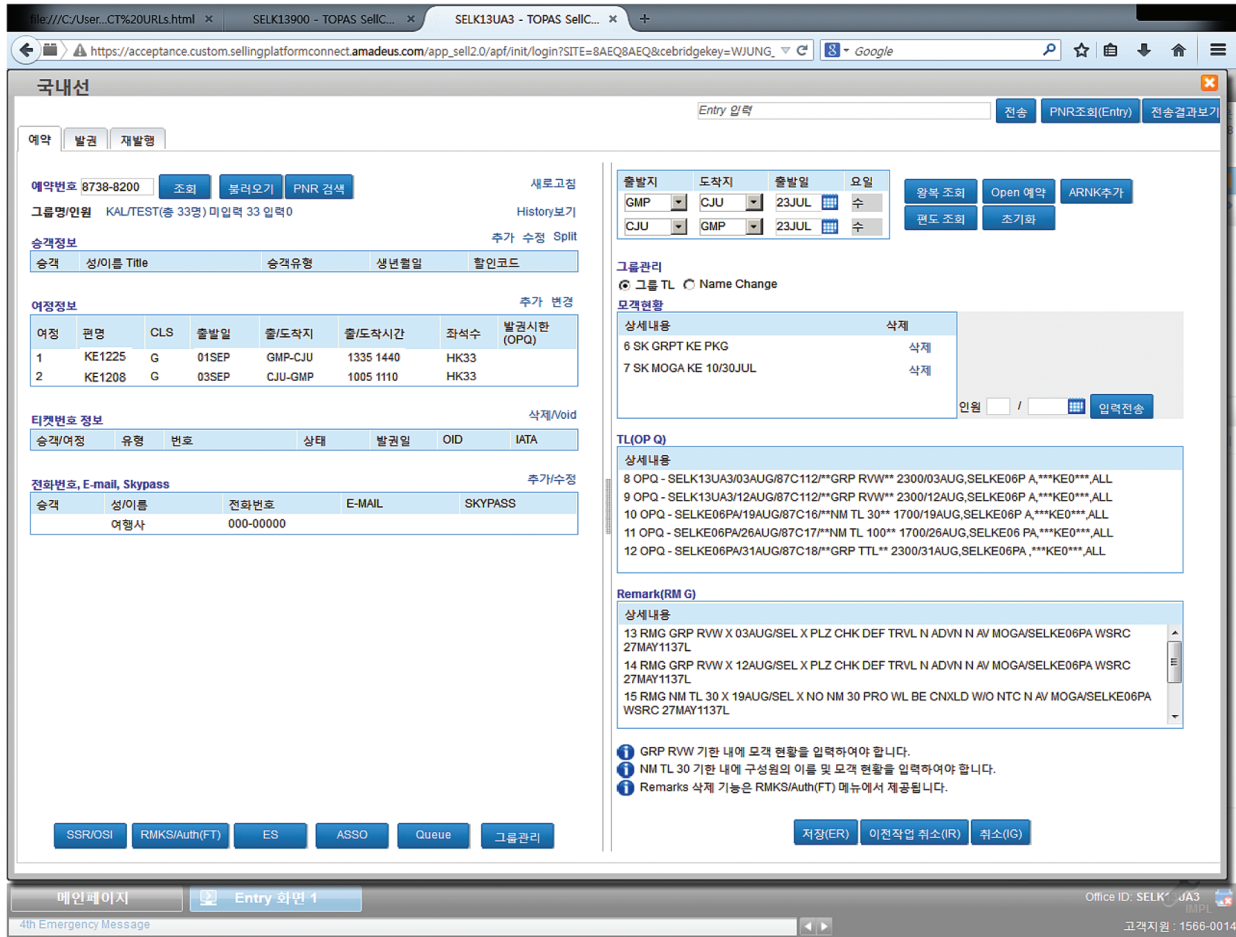 file:///C:/User...CT%20URLs.html × SELK13900 - TOPAS SellC... × SELK13UA3 - TOPAS SellC... × +
https://acceptance.custom.sellingplatformconnect.amadeus.com/app_sell2.0/apf/init/login?SITE=8AEQ8AEQ&cebridgekey=WJUNG_ Google
국내선
Entry 입력 전송 PNR조회(Entry) 전송결과보기
예약 발권 재발행
예약번호 8738-8200 조회 불러오기 PNR 검색 새로고침
그룹명/인원 KAL/TEST(총 33명) 미입력 33 입력0 History보기
승객정보 추가 수정 Split
승객 성/이름 Title 승객유형 생년월일 할인코드
여정정보 추가 변경
여정 편명 CLS 출발일 출/도착지 출/도착시간 좌석수 발권시한
(OPQ)
1 KE1225 G 01SEP GMP-CJU 1335 1440 HK33
2 KE1208 G 03SEP CJU-GMP 1005 1110 HK33
티켓번호 정보 삭제/Void
승객/여정 유형 번호 상태 발권일 OID IATA
전화번호, E-mail, Skypass 추가/수정
승객 성/이름 전화번호 E-MAIL SKYPASS
여행사 000-00000
SSR/OSI RMKS/Auth(FT) ES ASSO Queue 그룹관리
출발지 도착지 출발일 요일
GMP CJU 23JUL 수
CJU GMP 23JUL 수
왕복 조회 Open 예약 ARNK추가
편도 조회 초기화
그룹관리
그룹 TL Name Change
모객현황
상세내용 삭제
6 SK GRPT KE PKG 삭제
7 SK MOGA KE 10/30JUL 삭제
인원 / 입력전송
TL(OP Q)
상세내용
8 OPQ - SELK13UA3/03AUG/87C112/**GRP RVW** 2300/03AUG,SELKE06P A,***KE0***,ALL
9 OPQ - SELK13UA3/12AUG/87C112/**GRP RVW** 2300/12AUG,SELKE06P A,***KE0***,ALL
10 OPQ - SELKE06PA/19AUG/87C16/**NM TL 30** 1700/19AUG,SELKE06P A,***KE0***,ALL
11 OPQ - SELKE06PA/26AUG/87C17/**NM TL 100** 1700/26AUG,SELKE06 PA,***KE0***,ALL
12 OPQ - SELKE06PA/31AUG/87C18/**GRP TTL** 2300/31AUG,SELKE06PA ,***KE0***,ALL
Remark(RM G)
상세내용
13 RMG GRP RVW X 03AUG/SEL X PLZ CHK DEF TRVL N ADVN N AV MOGA/SELKE06PA WSRC
27MAY1137L
14 RMG GRP RVW X 12AUG/SEL X PLZ CHK DEF TRVL N ADVN N AV MOGA/SELKE06PA WSRC
27MAY1137L
15 RMG NM TL 30 X 19AUG/SEL X NO NM 30 PRO WL BE CNXLD W/O NTC N AV MOGA/SELKE06PA
WSRC 27MAY1137L
GRP RVW 기한 내에 모객 현황을 입력하여야 합니다.
NM TL 30 기한 내에 구성원의 이름 및 모객 현황을 입력하여야 합니다.
Remarks 삭제 기능은 RMKS/Auth(FT) 메뉴에서 제공됩니다.
저장(ER) 이전작업 취소(IR) 취소(IG)
메인페이지 Entry 화면 1 Office ID:
IMPL
4th Emergency Message 고객지원 : 1566-0014